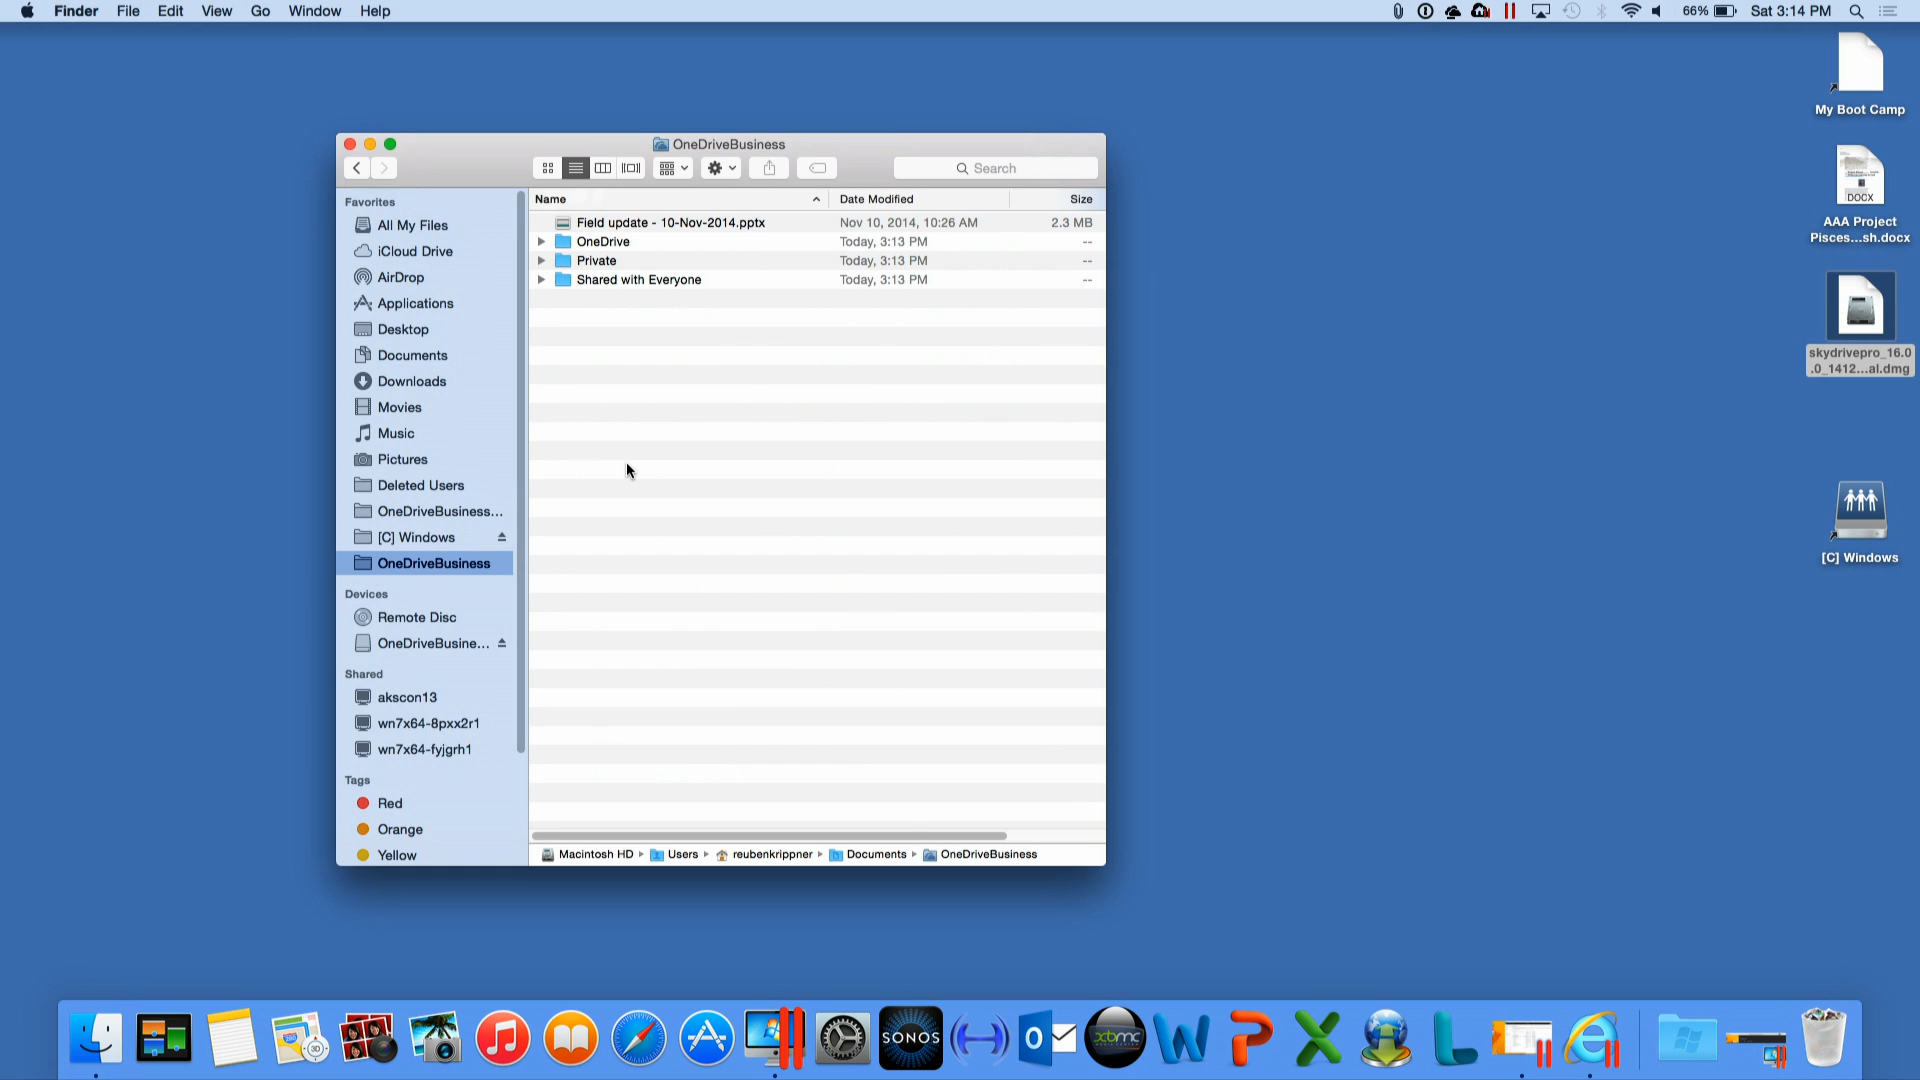 Finder File Edit View Go Window Help
66% Sat 3:14 PM
My Boot Camp
DOCX
AAA Project
Pisces...sh.docx
skydrivepro_16.0
.0_1412...al.dmg
[C] Windows
OneDriveBusiness
Search
Favorites
All My Files
iCloud Drive
AirDrop
Applications
Desktop
Documents
Downloads
Movies
Music
Pictures
Deleted Users
OneDriveBusiness...
[C] Windows
OneDriveBusiness
Devices
Remote Disc
OneDriveBusine...
Shared
akscon13
wn7x64-8pxx2r1
wn7x64-fyjgrh1
Tags
Red
Orange
Yellow
Name Date Modified Size
Field update - 10-Nov-2014.pptx Nov 10, 2014, 10:26 AM 2.3 MB
OneDrive Today, 3:13 PM --
Private Today, 3:13 PM --
Shared with Everyone Today, 3:13 PM --
Macintosh HD Users reubenkrippner Documents OneDriveBusiness
3D
SONOS
xbmc